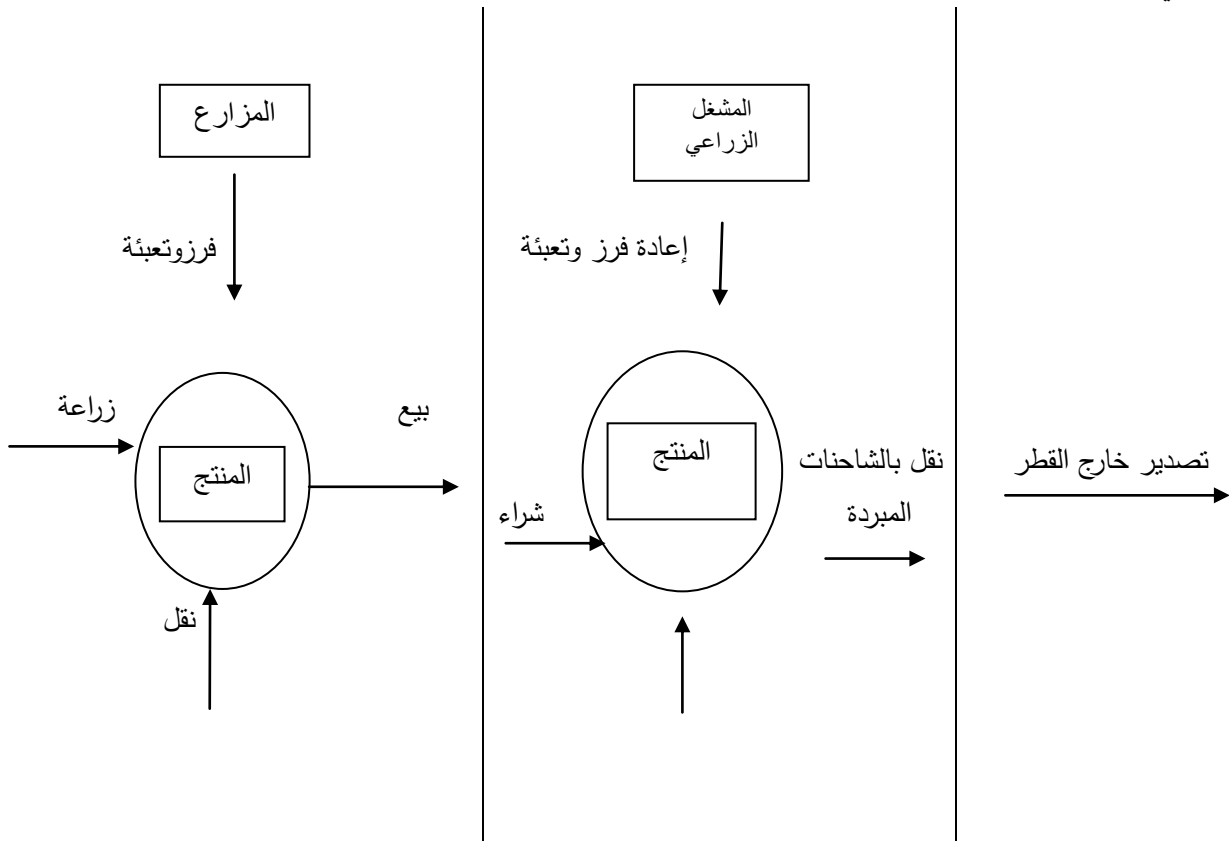 المزارع
المشغل
الزراعي
فرزوتعبئة
إعادة فرز وتعبئة
زراعة
المنتج
بيع
شراء
المنتج
نقل بالشاحنات
المبردة
تصدير خارج القطر
نقل